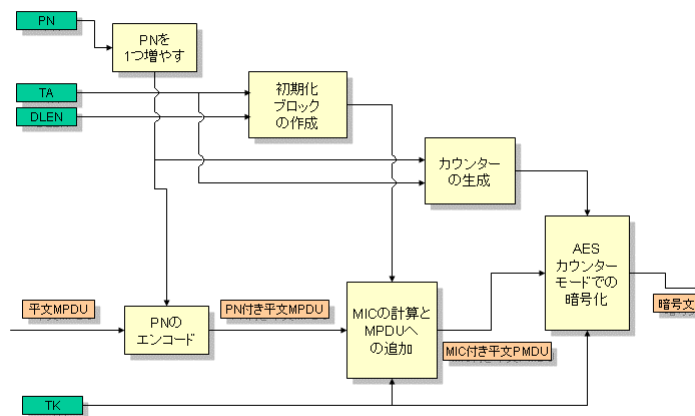 PN
PNを
1つ増やす
TA
DLEN
初期化
ブロック
の作成
カウンター
の生成
AES
カウンター
モードでの
暗号化
平文MPDU
PNの
エンコード
PN付き平文MPDU
MICの計算と
MPDUへ
の追加
MIC付き平文PMDU
暗号文
TK